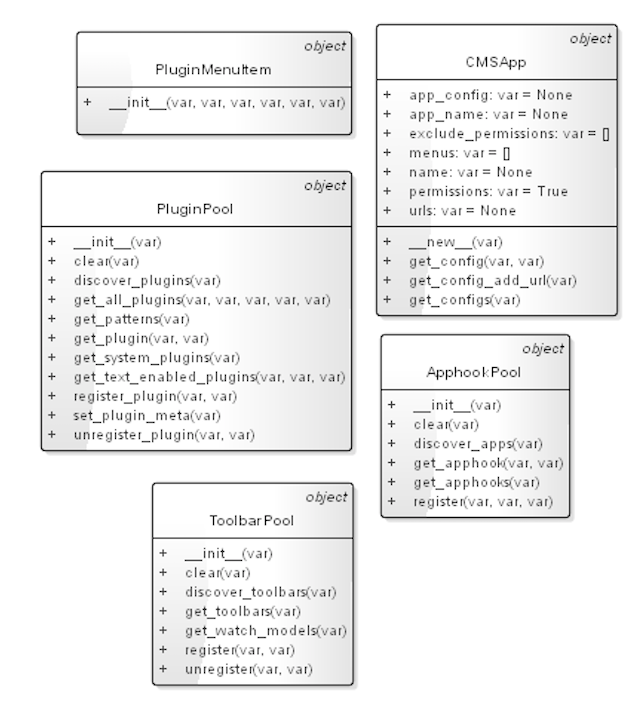 object
PluginMenuItem
+ __init__(var, var, var, var, var, var)
object
CMSApp
+ app_config: var = None
+ app_name: var = None
+ exclude_permissions: var = []
+ menus: var = []
+ name: var = None
+ permissions: var = True
+ urls: var = None
+ __new__(var)
+ get_config(var, var)
+ get_config_add_url(var)
+ get_configs(var)
object
PluginPool
+ __init__(var)
+ clear(var)
+ discover_plugins(var)
+ get_all_plugins(var, var, var, var, var)
+ get_patterns(var)
+ get_plugin(var, var)
+ get_system_plugins(var)
+ get_text_enabled_plugins(var, var, var)
+ register_plugin(var, var)
+ set_plugin_meta(var)
+ unregister_plugin(var, var)
object
ApphookPool
+ __init__(var)
+ clear(var)
+ discover_apps(var)
+ get_apphook(var, var)
+ get_apphooks(var)
+ register(var, var, var)
object
ToolbarPool
+ __init__(var)
+ clear(var)
+ discover_toolbars(var)
+ get_toolbars(var)
+ get_watch_models(var)
+ register(var, var)
+ unregister(var, var)